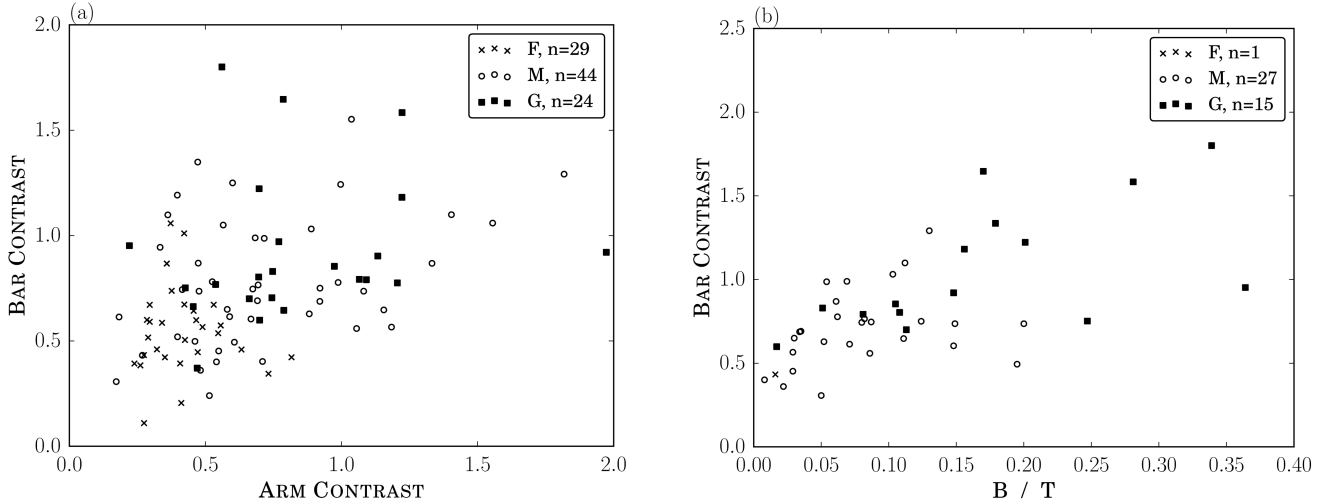 (a)
2.0
1.5
1.0
0.5
0.0
BAR CONTRAST
F, n=29
M, n=44
G, n=24
0.0 0.5 1.0 1.5 2.0
ARM CONTRAST
(b)
2.5
2.0
1.5
1.0
0.5
0.0
BAR CONTRAST
F, n=1
M, n=27
G, n=15
0.00 0.05 0.10 0.15 0.20 0.25 0.30 0.35 0.40
B / T